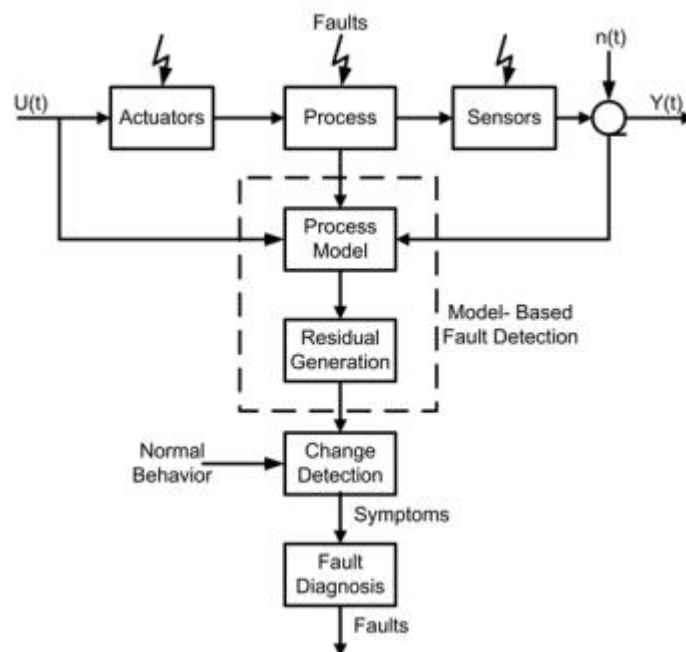 Faults
n(t)
U(t)
Actuators
Process
Sensors
Y(t)
Process
Model
Model- Based
Fault Detection
Residual
Generation
Normal
Behavior
Change
Detection
Symptoms
Fault
Diagnosis
Faults